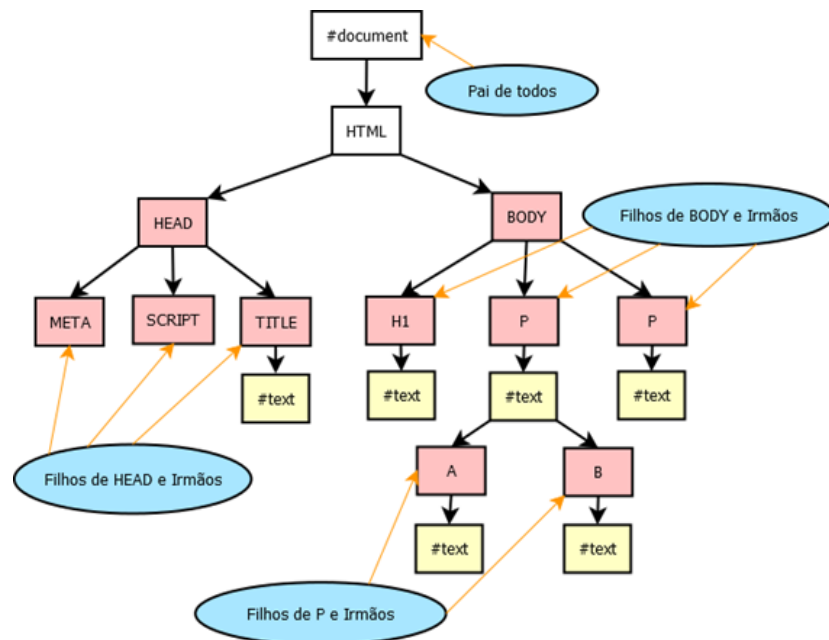 #document
Pai de todos
HTML
HEAD
BODY
Filhos de BODY e Irmãos
META
SCRIPT
TITLE
H1
P
P
#text
#text
#text
#text
Filhos de HEAD e Irmãos
A
B
#text
#text
Filhos de P e Irmãos